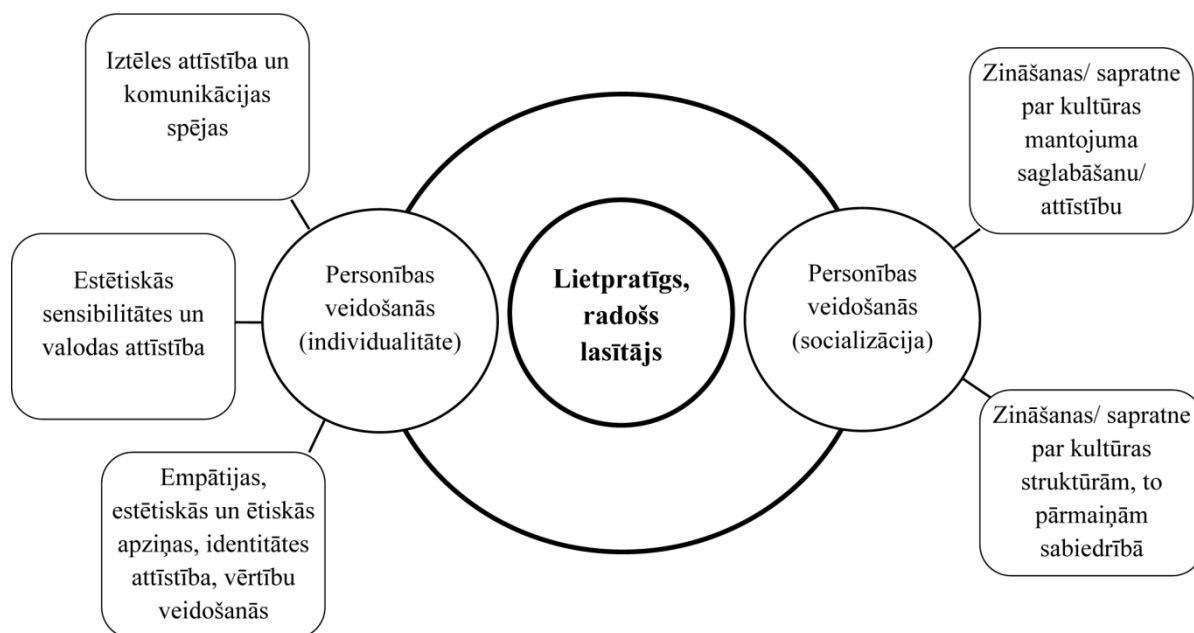 Iztēles attīstība un
komunikācijas
spējas
Estētiskās
sensibilitātes un
valodas attīstība
Empātijas,
estētiskās un ētiskās
apziņas, identitātes
attīstība, vērtību
veidošanās
Personības
veidošanās
(individualitāte)
Lietpratīgs,
radošs
lasītājs
Personības
veidošanās
(socializācija)
Zināšanas/ sapratne
par kultūras
mantojuma
saglabāšanu/
attīstību
Zināšanas/ sapratne
par kultūras
struktūrām, to
pārmaiņām
sabiedrībā